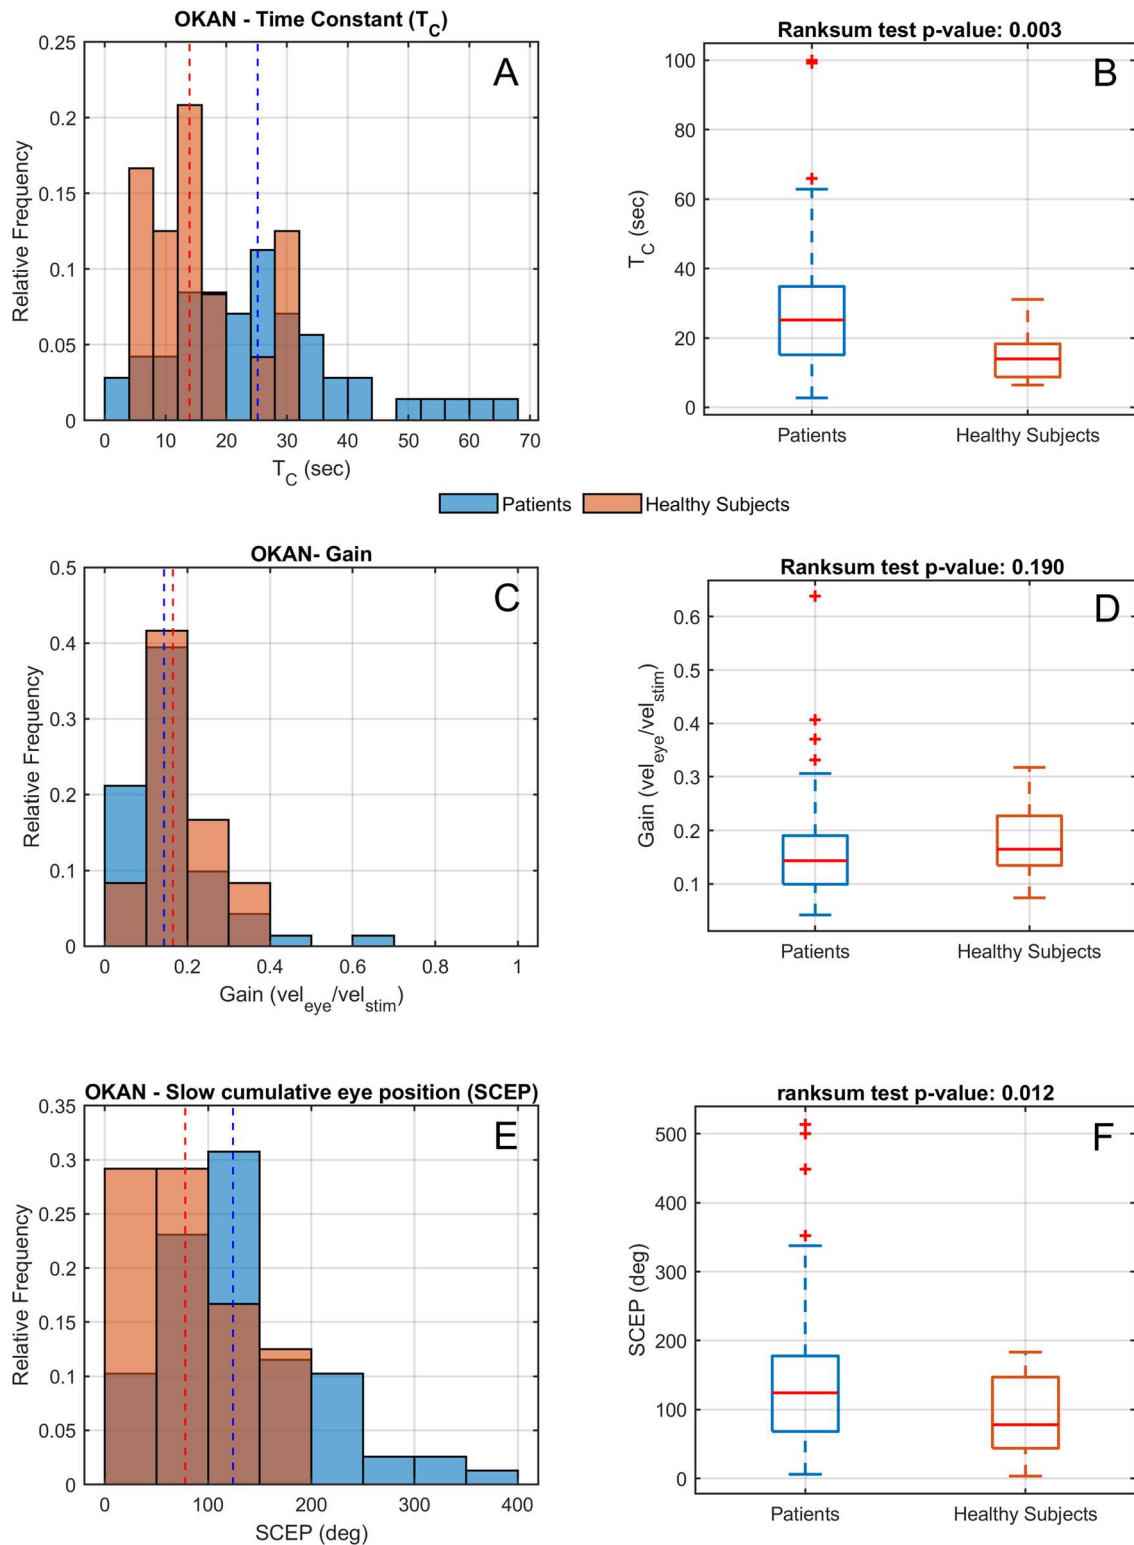 OKAN - Time Constant (T_C)
A
0.25
0.2
0.15
0.1
0.05
0
Relative Frequency
0 10 20 30 40 50 60 70
T_C (sec)
Ranksum test p-value: 0.003
B
100
80
60
40
20
0
T_C (sec)
Patients Healthy Subjects
Patients Healthy Subjects
OKAN- Gain
C
0.5
0.4
0.3
0.2
0.1
0
Relative Frequency
0 0.2 0.4 0.6 0.8 1
Gain (vel_eye/vel_stim)
Ranksum test p-value: 0.190
D
0.6
0.5
0.4
0.3
0.2
0.1
Gain (vel_eye/vel_stim)
Patients Healthy Subjects
OKAN - Slow cumulative eye position (SCEP)
E
0.35
0.3
0.25
0.2
0.15
0.1
0.05
0
Relative Frequency
0 100 200 300 400
SCEP (deg)
ranksum test p-value: 0.012
F
500
400
300
200
100
0
SCEP (deg)
Patients Healthy Subjects